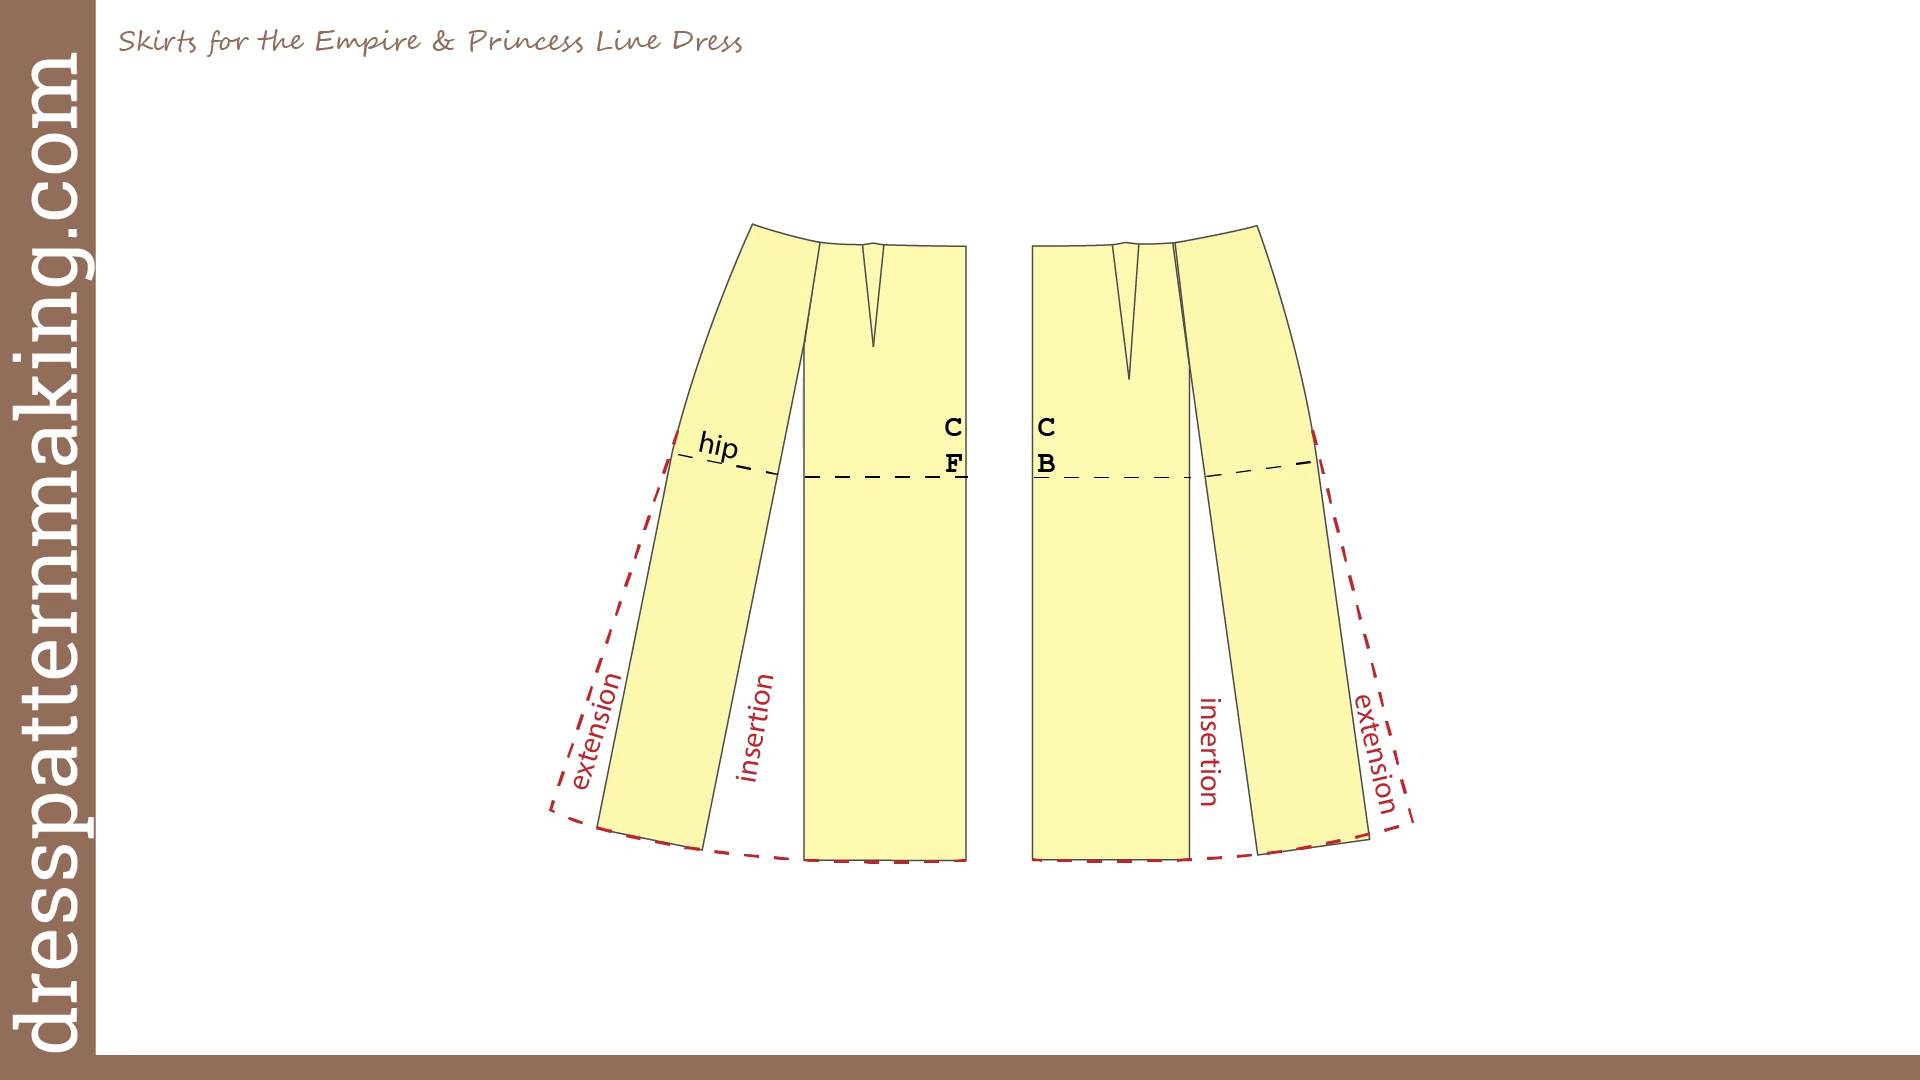 Skirts for the Empire & Princess Line Dress
dresspatternmaking.com
hip
C
F
C
B
extension
insertion
insertion
extension